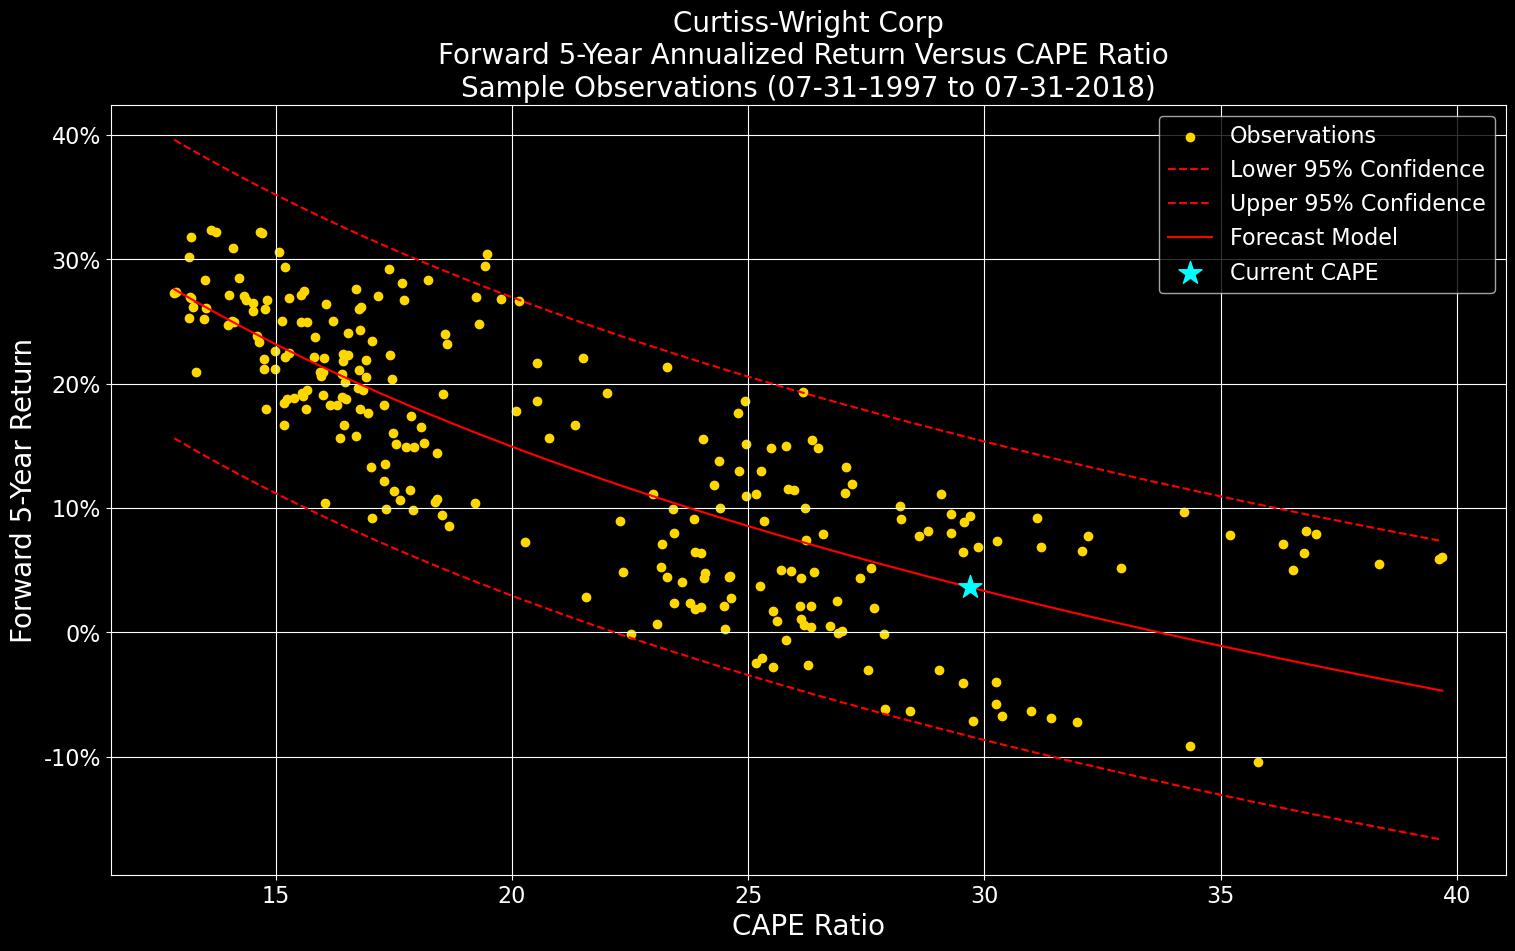 Curtiss-Wright Corp
Forward 5-Year Annualized Return Versus CAPE Ratio
Sample Observations (07-31-1997 to 07-31-2018)
Observations
Lower 95% Confidence
Upper 95% Confidence
Forecast Model
Current CAPE
Forward 5-Year Return
40%
30%
20%
10%
0%
-10%
15 20 25 30 35 40
CAPE Ratio